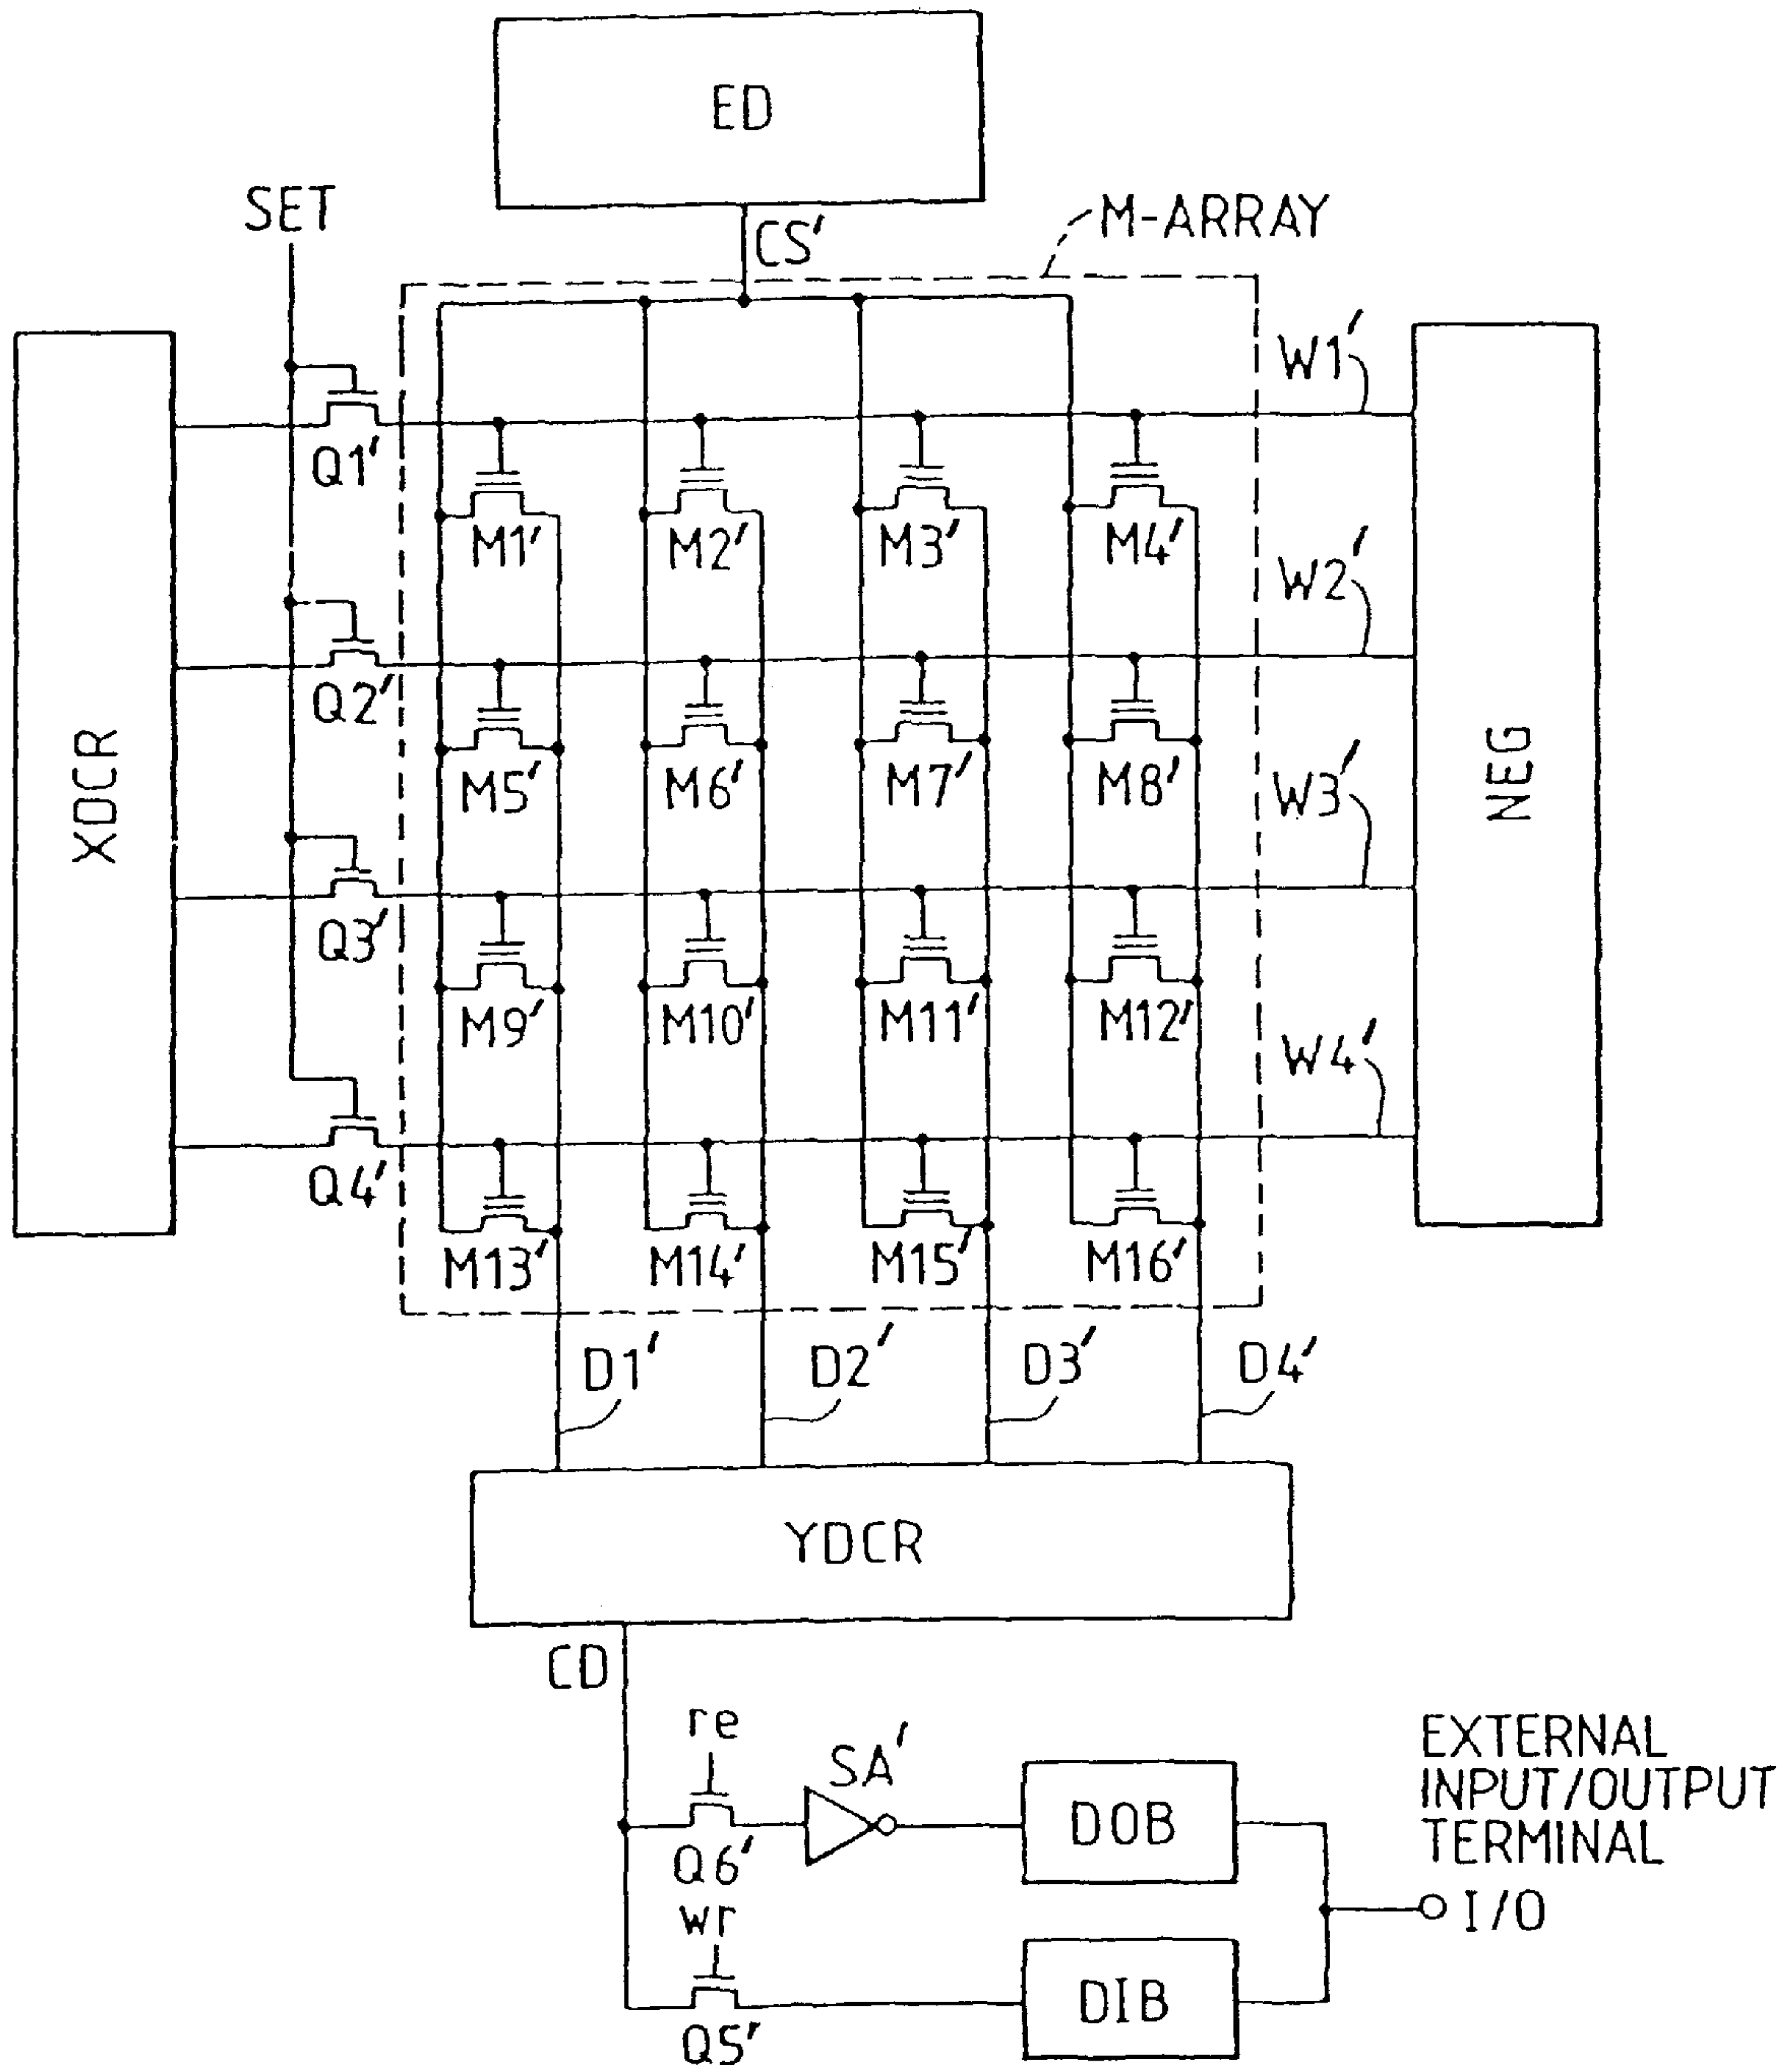 ED
SET
CS'
M-ARRAY
W1'
Q1'
M1' M2' M3' M4'
W2'
Q2'
XDCR
M5' M6' M7' M8'
NEG
W3'
Q3'
M9' M10' M11' M12'
W4'
Q4'
M13' M14' M15' M16'
D1' D2' D3' D4'
YDCR
CD
re
SA'
DOB
EXTERNAL
INPUT/OUTPUT
TERMINAL
Q6'
wr
I/O
DIB
Q5'